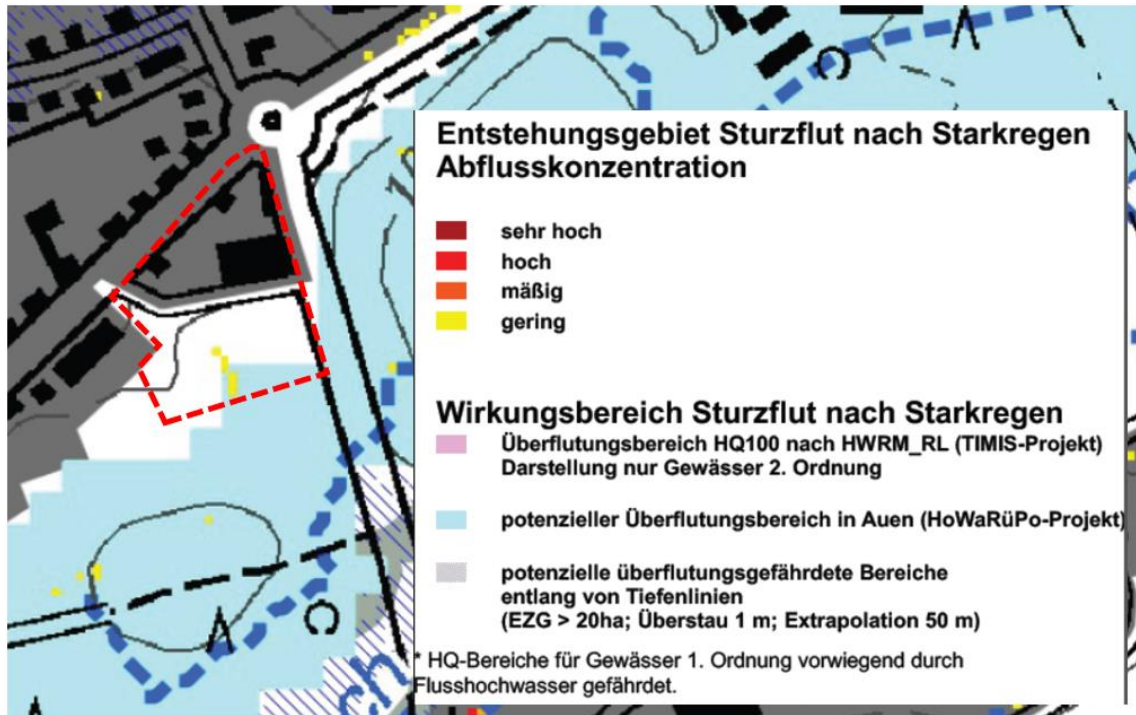 Entstehungsgebiet Sturzflut nach Starkregen
Abflusskonzentration
sehr hoch
hoch
mäßig
gering
Wirkungsbereich Sturzflut nach Starkregen
Überflutungsbereich HQ100 nach HWRM_RL (TIMIS-Projekt)
Darstellung nur Gewässer 2. Ordnung
potenzieller Überflutungsbereich in Auen (HoWaRüPo-Projekt)
potenzielle überflutungsgefährdete Bereiche
entlang von Tiefenlinien
(EZG > 20ha; Überstau 1 m; Extrapolation 50 m)
* HQ-Bereiche für Gewässer 1. Ordnung vorwiegend durch
Flusshochwasser gefährdet.
ch